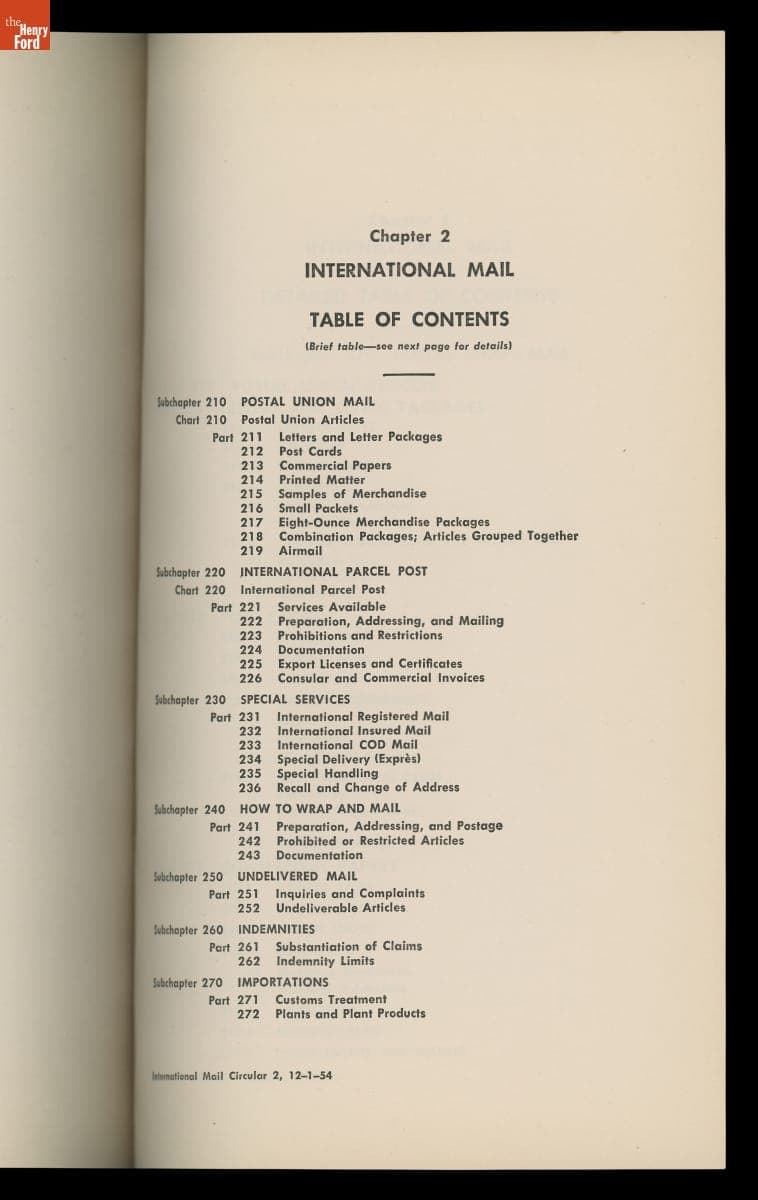 the
Henry
Ford
Chapter 2
INTERNATIONAL MAIL
TABLE OF CONTENTS
(Brief table—see next page for details)
Subchapter 210 POSTAL UNION MAIL
Chart 210 Postal Union Articles
Part 211 Letters and Letter Packages
212 Post Cards
213 Commercial Papers
214 Printed Matter
215 Samples of Merchandise
216 Small Packets
217 Eight-Ounce Merchandise Packages
218 Combination Packages; Articles Grouped Together
219 Airmail
Subchapter 220 INTERNATIONAL PARCEL POST
Chart 220 International Parcel Post
Part 221 Services Available
222 Preparation, Addressing, and Mailing
223 Prohibitions and Restrictions
224 Documentation
225 Export Licenses and Certificates
226 Consular and Commercial Invoices
Subchapter 230 SPECIAL SERVICES
Part 231 International Registered Mail
232 International Insured Mail
233 International COD Mail
234 Special Delivery (Exprès)
235 Special Handling
236 Recall and Change of Address
Subchapter 240 HOW TO WRAP AND MAIL
Part 241 Preparation, Addressing, and Postage
242 Prohibited or Restricted Articles
243 Documentation
Subchapter 250 UNDELIVERED MAIL
Part 251 Inquiries and Complaints
252 Undeliverable Articles
Subchapter 260 INDEMNITIES
Part 261 Substantiation of Claims
262 Indemnity Limits
Subchapter 270 IMPORTATIONS
Part 271 Customs Treatment
272 Plants and Plant Products
International Mail Circular 2, 12–1–54